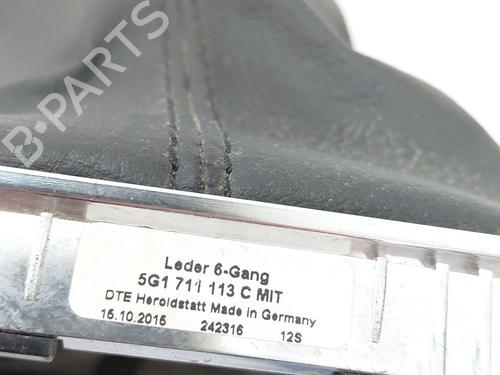 B-PARTS
Leder 6-Gang
5G1 711 113 C MIT
DTE Heroldstatt Made in Germany
15.10.2015 242316 12S